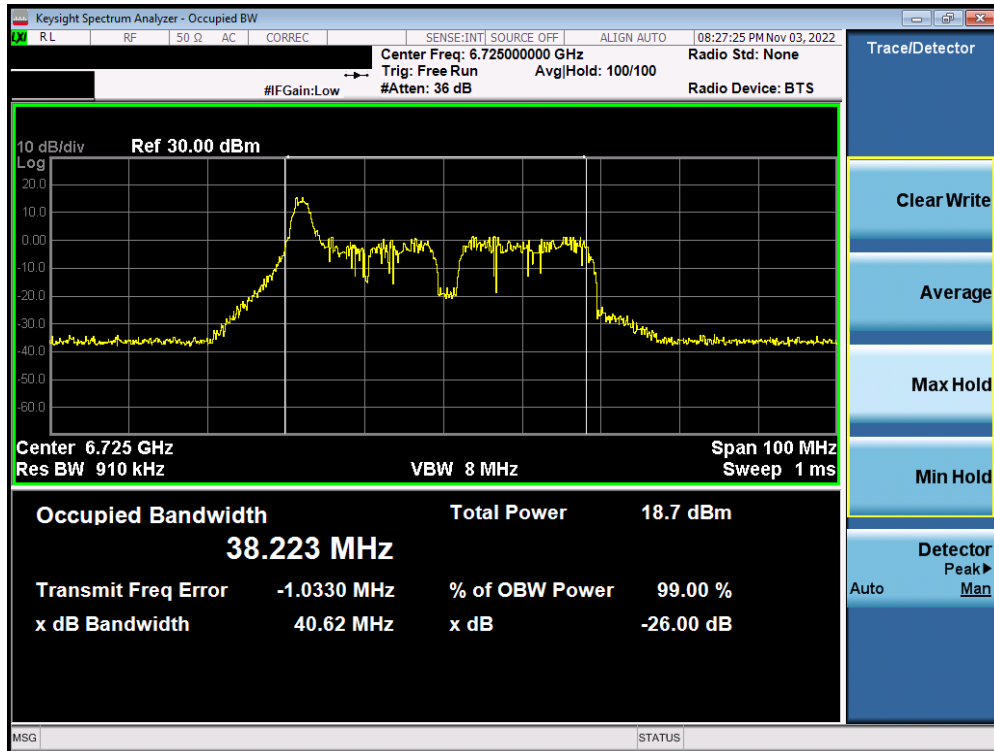 Keysight Spectrum Analyzer - Occupied BW
LXI RL RF 50 Ω AC CORREC SENSE:INT SOURCE OFF ALIGN AUTO 08:27:25 PM Nov 03, 2022
Center Freq: 6.725000000 GHz Radio Std: None
Trig: Free Run Avg|Hold: 100/100
#IFGain:Low #Atten: 36 dB Radio Device: BTS
Trace/Detector
10 dB/div Ref 30.00 dBm
Log
20.0
10.0
0.00
-10.0
-20.0
-30.0
-40.0
-50.0
-60.0
Center 6.725 GHz Span 100 MHz
Res BW 910 kHz VBW 8 MHz Sweep 1 ms
Occupied Bandwidth Total Power 18.7 dBm
38.223 MHz
Transmit Freq Error -1.0330 MHz % of OBW Power 99.00 %
x dB Bandwidth 40.62 MHz x dB -26.00 dB
Clear Write
Average
Max Hold
Min Hold
Detector
Peak▶
Auto Man
MSG STATUS